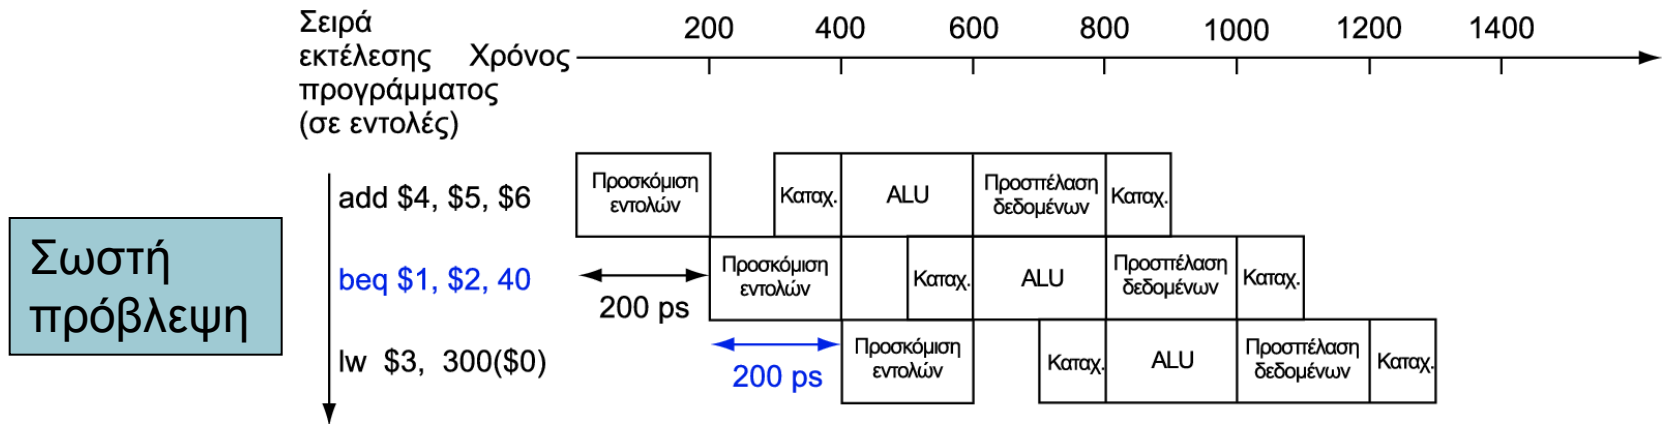 Σειρά
εκτέλεσης Χρόνος
προγράμματος
(σε εντολές)
200 400 600 800 1000 1200 1400
Σωστή
πρόβλεψη
add $4, $5, $6
Προσκόμιση
εντολών
Καταχ.
ALU
Προσπέλαση
δεδομένων
Καταχ.
beq $1, $2, 40
200 ps
Προσκόμιση
εντολών
Καταχ.
ALU
Προσπέλαση
δεδομένων
Καταχ.
lw $3, 300($0)
200 ps
Προσκόμιση
εντολών
Καταχ.
ALU
Προσπέλαση
δεδομένων
Καταχ.